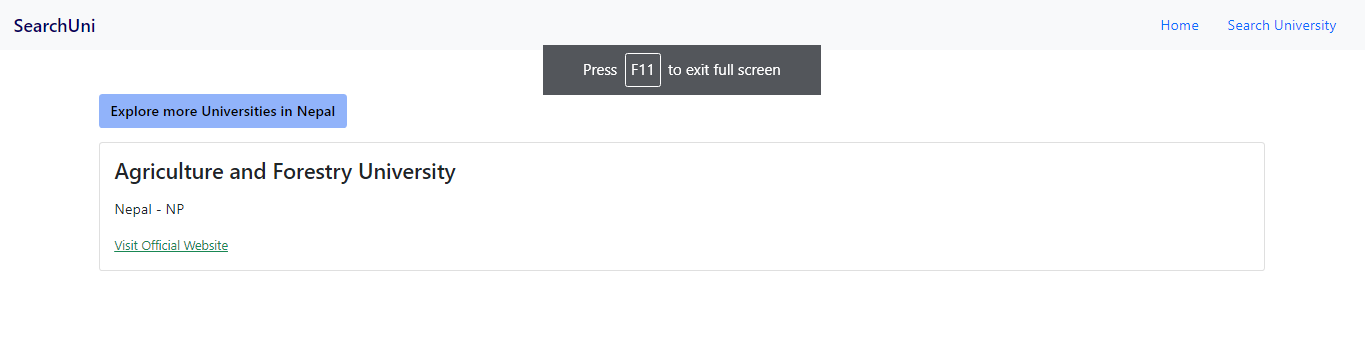 SearchUni
Home
Search University
Press F11 to exit full screen
Explore more Universities in Nepal
Agriculture and Forestry University
Nepal - NP
Visit Official Website